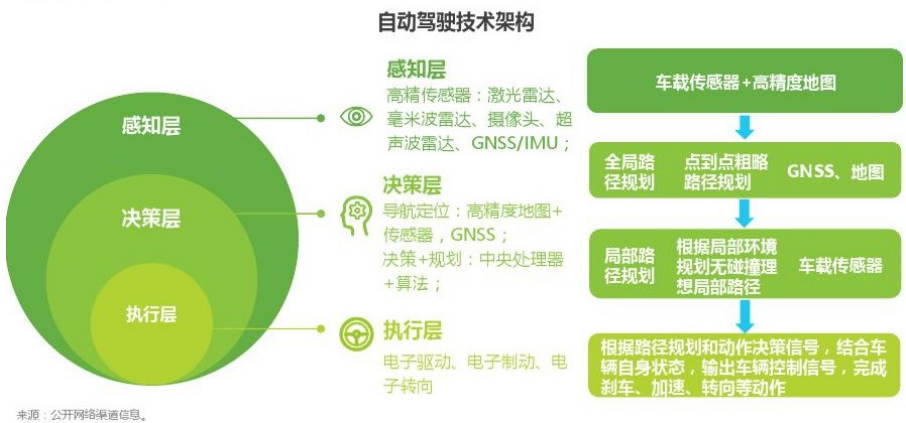 自动驾驶技术架构
感知层
决策层
执行层
感知层
高精传感器：激光雷达、
毫米波雷达、摄像头、超
声波雷达、GNSS/IMU；
决策层
导航定位：高精度地图+
传感器，GNSS；
决策+规划：中央处理器
+算法；
执行层
电子驱动、电子制动、电
子转向
车载传感器+高精度地图
全局路
径规划
点到点粗略
路径规划
GNSS、地图
局部路
径规划
根据局部环境
规划无碰撞理
想局部路径
车载传感器
根据路径规划和动作决策信号，结合车
辆自身状态，输出车辆控制信号，完成
刹车、加速、转向等动作
来源：公开网络渠道信息。